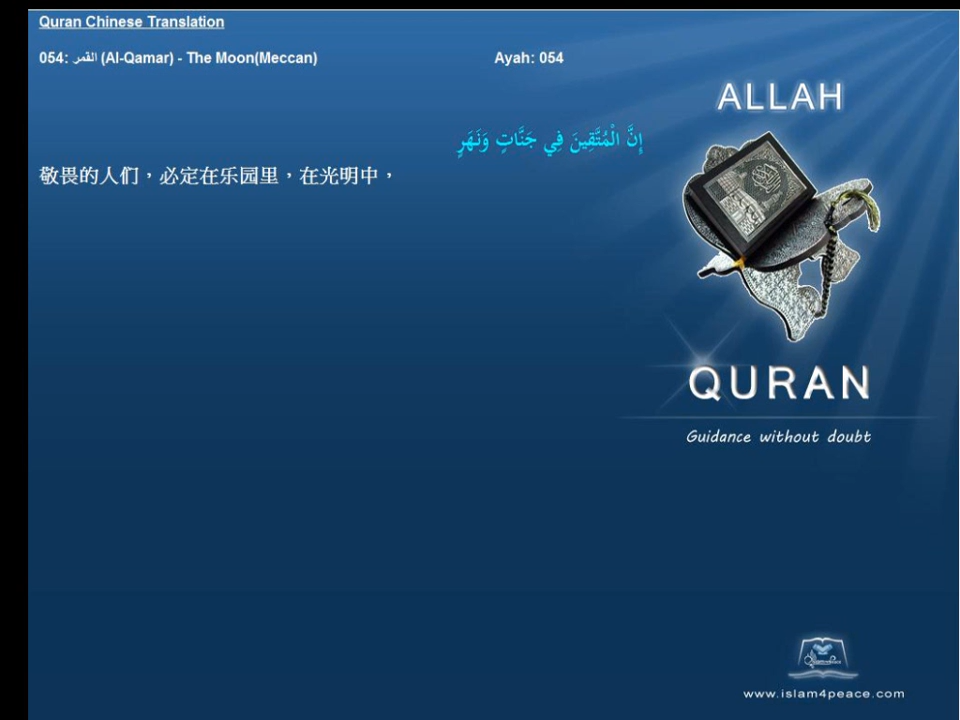 Quran Chinese Translation
054: القمر (Al-Qamar) - The Moon(Meccan) Ayah: 054
إِنَّ الْمُتَّقِينَ فِي جَنَّاتٍ وَنَهَرٍ
敬畏的人们，必定在乐园里，在光明中，
ALLAH
QURAN
Guidance without doubt
www.islam4peace.com